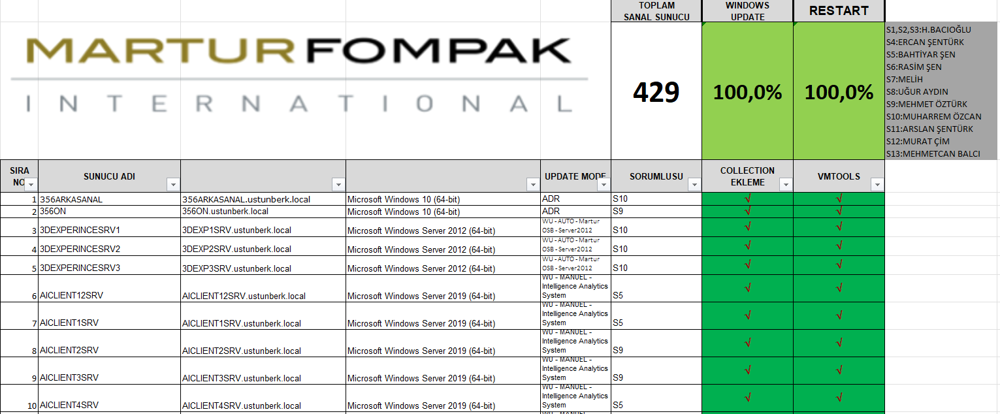 TOPLAM
SANAL SUNUCU
WINDOWS
UPDATE
RESTART
MARTUR FOMPAK
INTERNATIONAL
429
100,0%
100,0%
S1,S2,S3:H.BACIOĞLU
S4:ERCAN ŞENTÜRK
S5:BAHTİYAR ŞEN
S6:RASİM ŞEN
S7:MELİH
S8:UĞUR AYDIN
S9:MEHMET ÖZTÜRK
S10:MUHARREM ÖZCAN
S11:ARSLAN ŞENTÜRK
S12:MURAT ÇİM
S13:MEHMETCAN BALCI
SIRA
NO
SUNUCU ADI
UPDATE MODE
SORUMLUSU
COLLECTION
EKLEME
VMTOOLS
1 356ARKASANAL 356ARKASANAL.ustunberk.local Microsoft Windows 10 (64-bit) ADR S10 √ √
2 356ON 356ON.ustunberk.local Microsoft Windows 10 (64-bit) ADR S9 √ √
WU - AUTO - Martur
OSB - Server2012
3 3DEXPERINCESRV1 3DEXP1SRV.ustunberk.local Microsoft Windows Server 2012 (64-bit) S10 √ √
WU - AUTO - Martur
OSB - Server2012
4 3DEXPERINCESRV2 3DEXP2SRV.ustunberk.local Microsoft Windows Server 2012 (64-bit) S10 √ √
WU - AUTO - Martur
OSB - Server2012
5 3DEXPERINCESRV3 3DEXP3SRV.ustunberk.local Microsoft Windows Server 2012 (64-bit) S10 √ √
WU - MANUEL -
Intelligence Analytics
System
6 AICLIENT12SRV AICLIENT12SRV.ustunberk.local Microsoft Windows Server 2019 (64-bit) S5 √ √
WU - MANUEL -
Intelligence Analytics
System
7 AICLIENT1SRV AICLIENT1SRV.ustunberk.local Microsoft Windows Server 2019 (64-bit) S5 √ √
WU - MANUEL -
Intelligence Analytics
System
8 AICLIENT2SRV AICLIENT2SRV.ustunberk.local Microsoft Windows Server 2019 (64-bit) S9 √ √
WU - MANUEL -
Intelligence Analytics
System
9 AICLIENT3SRV AICLIENT3SRV.ustunberk.local Microsoft Windows Server 2019 (64-bit) S9 √ √
WU - MANUEL -
Intelligence Analytics
System
10 AICLIENT4SRV AICLIENT4SRV.ustunberk.local Microsoft Windows Server 2019 (64-bit) S5 √ √